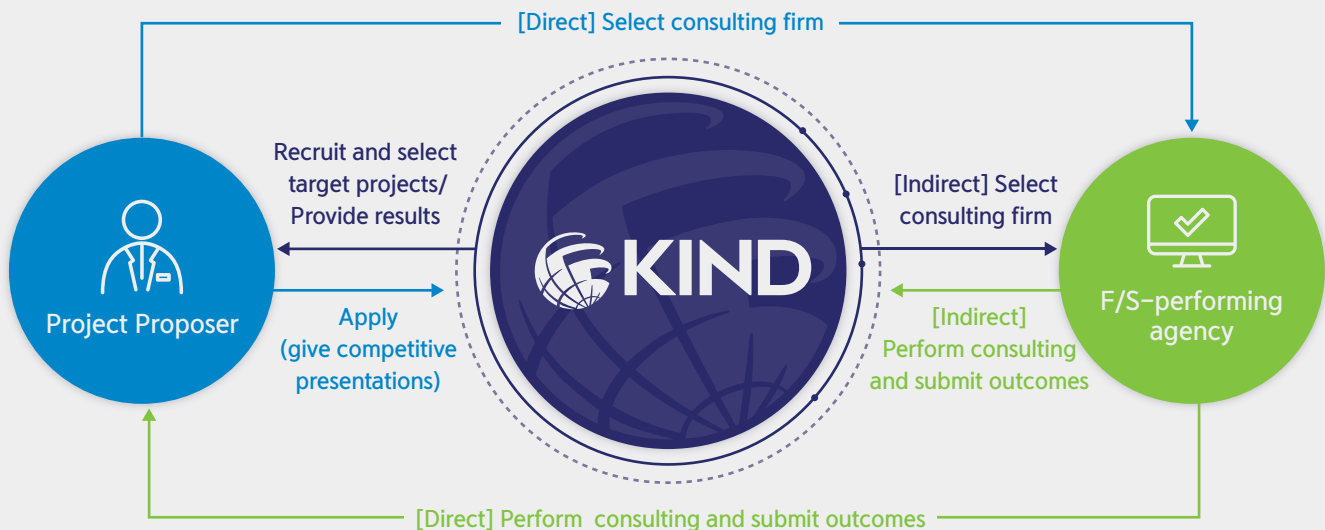 [Direct] Select consulting firm
Recruit and select
target projects/
Provide results
[Indirect] Select
consulting firm
KIND
Project Proposer
Apply
(give competitive
presentations)
F/S-performing
agency
[Indirect]
Perform consulting
and submit outcomes
[Direct] Perform consulting and submit outcomes